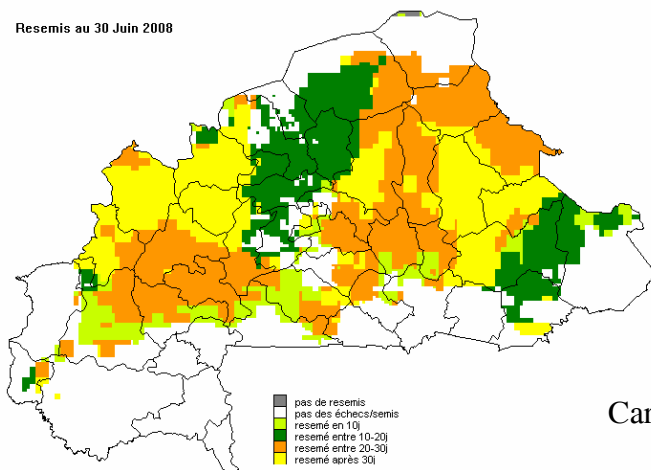 Resemis au 30 Juin 2008
pas de resemis
pas des échecs/semis
resemé en 10j
resemé entre 10-20j
resemé entre 20-30j
resemé après 30j
Car